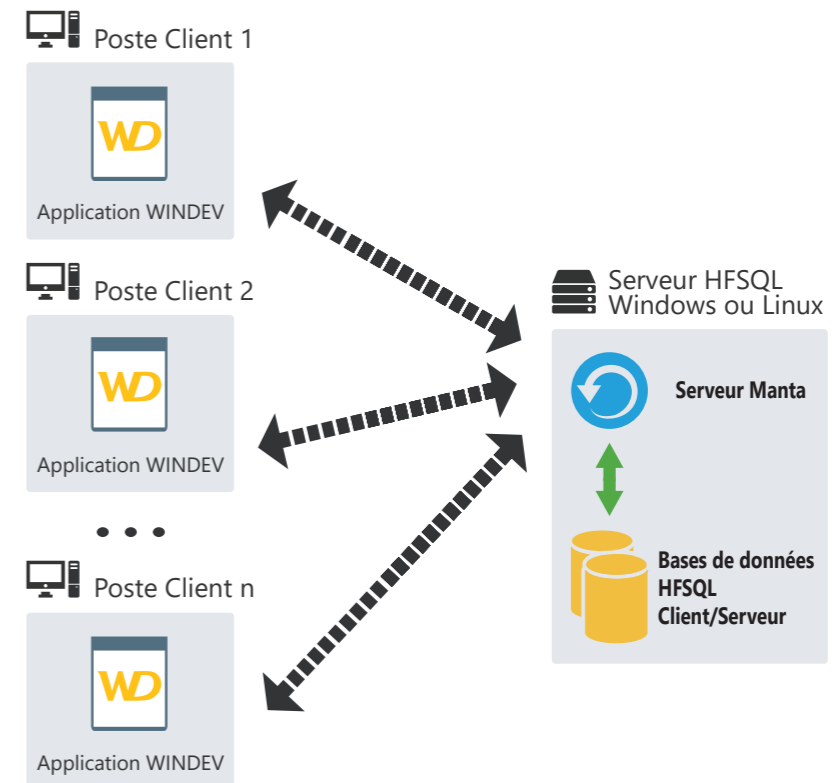 Poste Client 1
WD
Application WINDEV
Poste Client 2
WD
Application WINDEV
Poste Client n
WD
Application WINDEV
Serveur HFSQL
Windows ou Linux
Serveur Manta
Bases de données
HFSQL
Client/Serveur